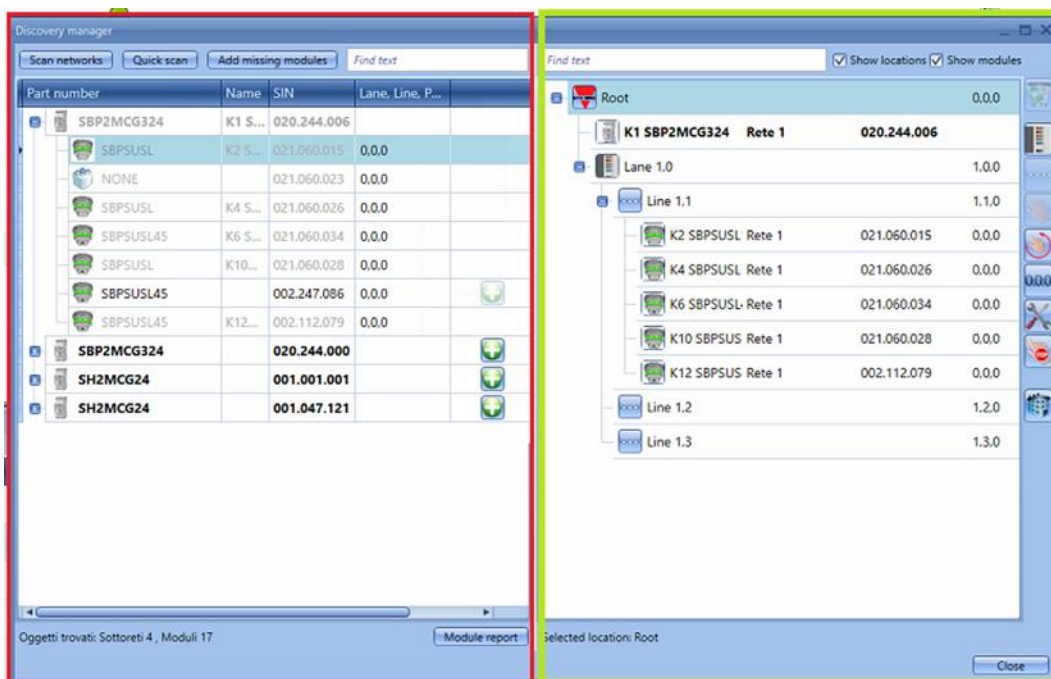 Discovery manager
Scan networks Quick scan Add missing modules Find text
Part number Name SIN Lane, Line, P...
SBP2MCG324 K1 S... 020.244.006
SBPSUSL K2 S... 021.060.015 0,0,0
NONE 021.060.023 0,0,0
SBPSUSL K4 S... 021.060.026 0,0,0
SBPSUSL45 K6 S... 021.060.034 0,0,0
SBPSUSL K10... 021.060.028 0,0,0
SBPSUSL45 002.247.086 0,0,0
SBPSUSL45 K12... 002.112.079 0,0,0
SBP2MCG324 020.244.000
SH2MCG24 001.001.001
SH2MCG24 001.047.121
Oggetti trovati: Sottoreti 4 , Moduli 17 Module report
Find text Show locations Show modules
Root 0,0,0
K1 SBP2MCG324 Rete 1 020.244.006
Lane 1.0 1,0,0
Line 1.1 1,1,0
K2 SBPSUSL Rete 1 021.060.015 0,0,0
K4 SBPSUSL Rete 1 021.060.026 0,0,0
K6 SBPSUSL Rete 1 021.060.034 0,0,0
K10 SBPSUS Rete 1 021.060.028 0,0,0
K12 SBPSUS Rete 1 002.112.079 0,0,0
Line 1.2 1,2,0
Line 1.3 1,3,0
0,0,0
STOP
Selected location: Root
Close